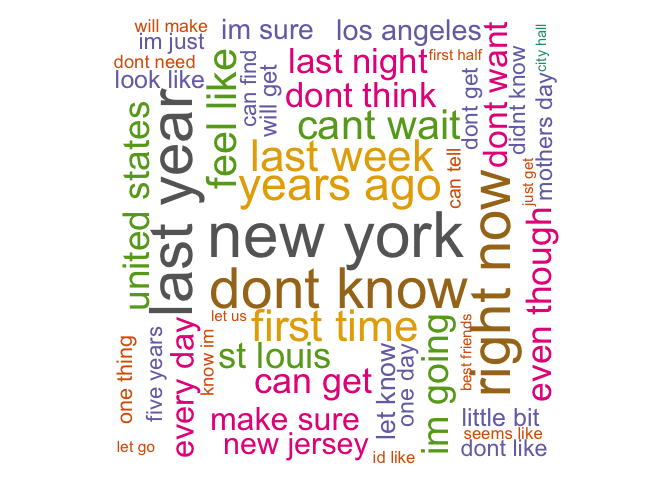 will make
im sure
los angeles
im just
last night
first half
city hall
dont need
look like
feel like
can find
will get
dont think
dont get
dont want
didnt know
mothers day
cant wait
united states
last year
last week
can tell
just get
years ago
new york
right now
even though
dont know
let us
first time
one thing
five years
every day
know im
st louis
let know
one day
im going
best friends
can get
make sure
little bit
let go
new jersey
id like
seems like
dont like